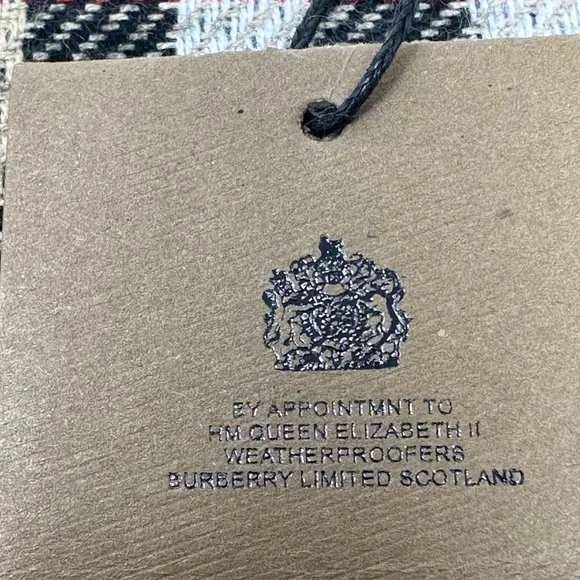 BY APPOINTMNT TO
HM QUEEN ELIZABETH II
WEATHERPROOFERS
BURBERRY LIMITED SCOTLAND